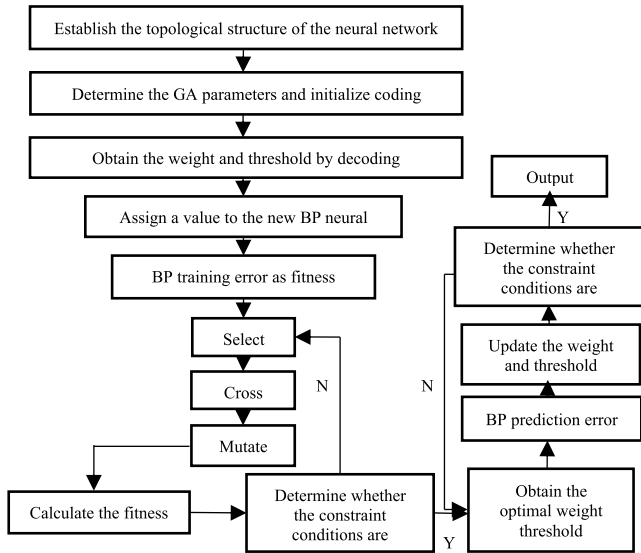 Establish the topological structure of the neural network
Determine the GA parameters and initialize coding
Obtain the weight and threshold by decoding
Assign a value to the new BP neural
BP training error as fitness
Select
Cross
N
Mutate
Calculate the fitness
Determine whether
the constraint
conditions are
Y
Obtain the
optimal weight
threshold
BP prediction error
Update the weight
and threshold
N
Determine whether
the constraint
conditions are
Y
Output